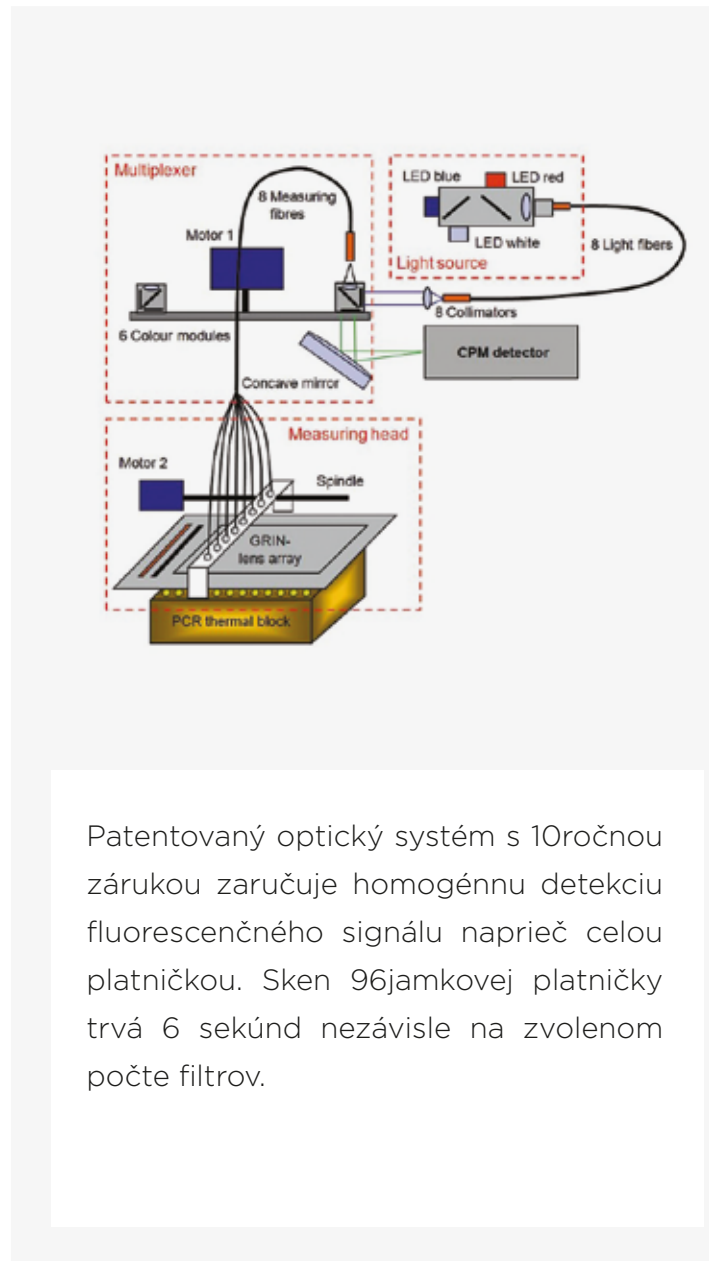 Multiplexer
8 Measuring
fibres
Motor 1
6 Colour modules
Concave mirror
LED blue
LED red
LED white
Light source
8 Light fibers
8 Collimators
CPM detector
Measuring head
Motor 2
Spindle
GRIN-
lens array
PCR thermal block
Patentovaný optický systém s 10ročnou
zárukou zaručuje homogénnu detekciu
fluorescenčného signálu naprieč celou
platničkou. Sken 96jamkovej platničky
trvá 6 sekúnd nezávisle na zvolenom
počte filtrov.